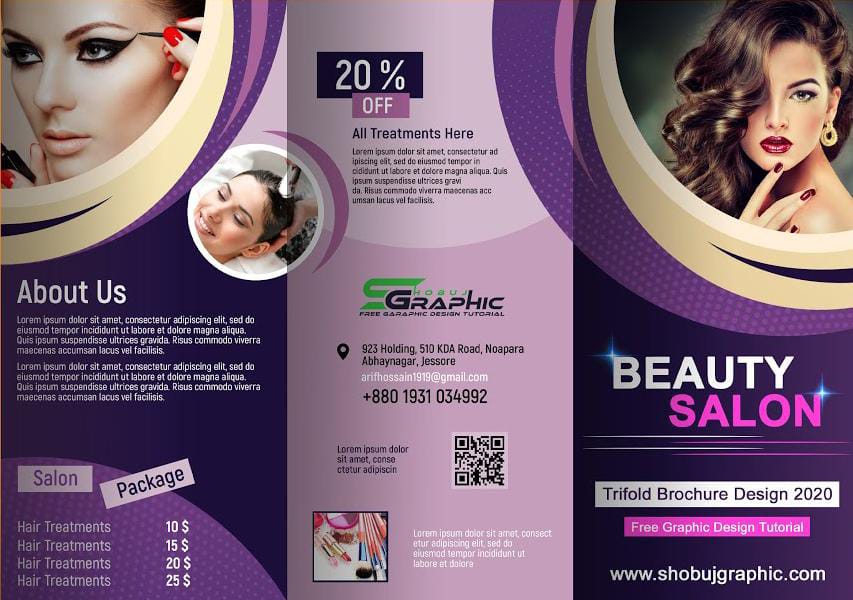 About Us
Lorem ipsum dolor sit amet, consectetur adipiscing elit, sed do
eiusmod tempor incididunt ut labore et dolore magna aliqua.
Quis ipsum suspendisse ultrices gravida. Risus commodo viverra
maecenas accumsan lacus vel facilisis.
Lorem ipsum dolor sit amet, consectetur adipiscing elit, sed do
eiusmod tempor incididunt ut labore et dolore magna aliqua.
Quis ipsum suspendisse ultrices gravida. Risus commodo viverra
maecenas accumsan lacus vel facilisis.
Salon
Package
Hair Treatments 10 $
Hair Treatments 15 $
Hair Treatments 20 $
Hair Treatments 25 $
20 %
OFF
All Treatments Here
Lorem ipsum dolor sit amet, consectetur ad
ipiscing elit, sed do eiusmod tempor in
cididunt ut labore et dolore magna aliqua. Quis
ipsum suspendisse ultrices gravi
da. Risus commodo viverra maecenas acc
umsan lacus vel facilisis.
SHOBUJ
GRAPHIC
FREE GARAPHIC DESIGN TUTORIAL
923 Holding, 510 KDA Road, Noapara
Abhaynagar, Jessore
arifhossain1919@gmail.com
+880 1931 034992
Lorem ipsum dolor
sit amet, conse
ctetur adipiscin
Lorem ipsum dolor sit amet, consect
etur adipiscing elit, sed do
eiusmod tempor incididunt ut
labore et dolore
BEAUTY
SALON
Trifold Brochure Design 2020
Free Graphic Design Tutorial
www.shobujgraphic.com